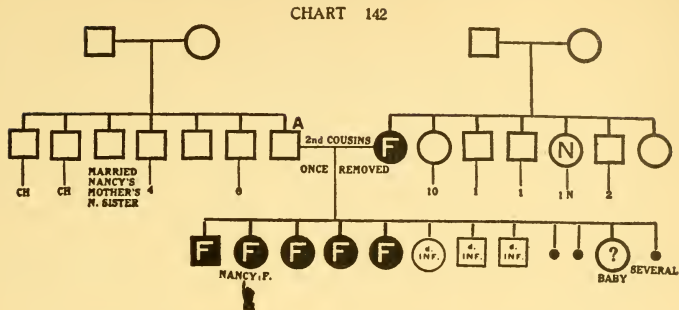 CHART 142
A
2nd COUSINS
F
N
ONCE REMOVED
CH
CH
MARRIED
NANCY'S
MOTHER'S
N. SISTER
4
6
10
1
1
1 N
2
F
F
F
F
F
d.
INF.
d.
INF.
d.
INF.
?
BABY
SEVERAL
NANCY. F.